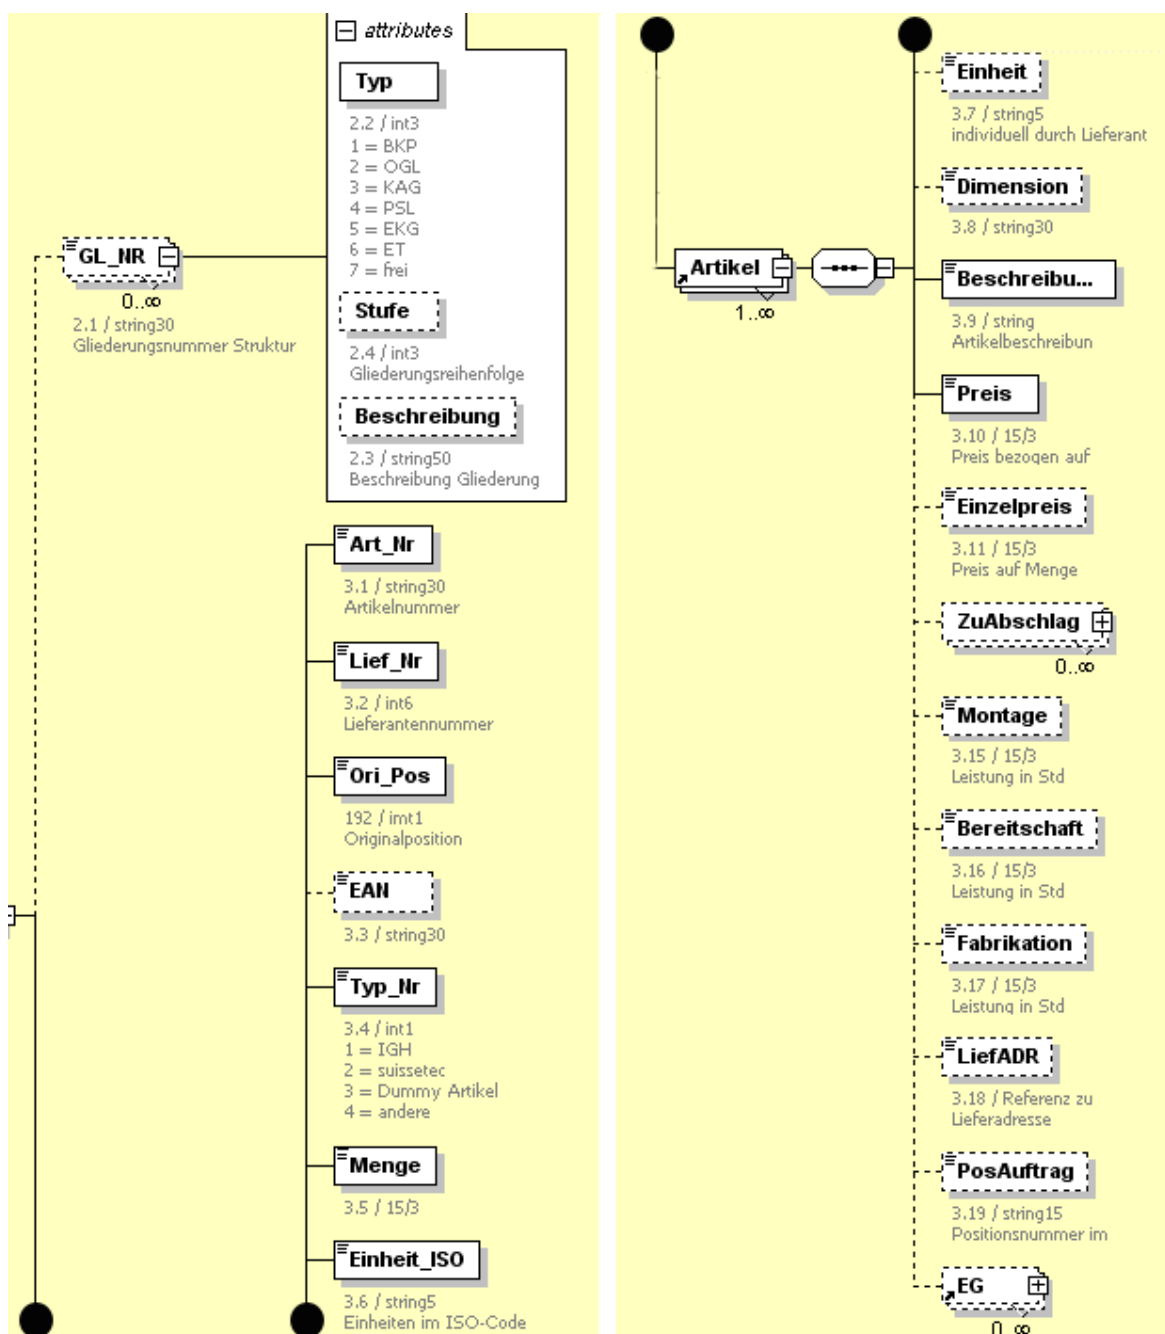 attributes
Typ
2.2 / int3
1 = BKP
2 = OGL
3 = KAG
4 = PSL
5 = EKG
6 = ET
7 = frei
GL_NR
0..∞
2.1 / string30
Gliederungsnummer Struktur
Stufe
2.4 / int3
Gliederungsreihenfolge
Beschreibung
2.3 / string50
Beschreibung Gliederung
Art_Nr
3.1 / string30
Artikelnummer
Lief_Nr
3.2 / int6
Lieferantennummer
Ori_Pos
192 / imt1
Originalposition
EAN
3.3 / string30
Typ_Nr
3.4 / int1
1 = IGH
2 = suissetec
3 = Dummy Artikel
4 = andere
Menge
3.5 / 15/3
Einheit_ISO
3.6 / string5
Einheiten im ISO-Code
Artikel
1..∞
Einheit
3.7 / string5
individuell durch Lieferant
Dimension
3.8 / string30
Beschreibu...
3.9 / string
Artikelbeschreibun
Preis
3.10 / 15/3
Preis bezogen auf
Einzelpreis
3.11 / 15/3
Preis auf Menge
ZuAbschlag
0..∞
Montage
3.15 / 15/3
Leistung in Std
Bereitschaft
3.16 / 15/3
Leistung in Std
Fabrikation
3.17 / 15/3
Leistung in Std
LiefADR
3.18 / Referenz zu
Lieferadresse
PosAuftrag
3.19 / string15
Positionsnummer im
EG
0..∞